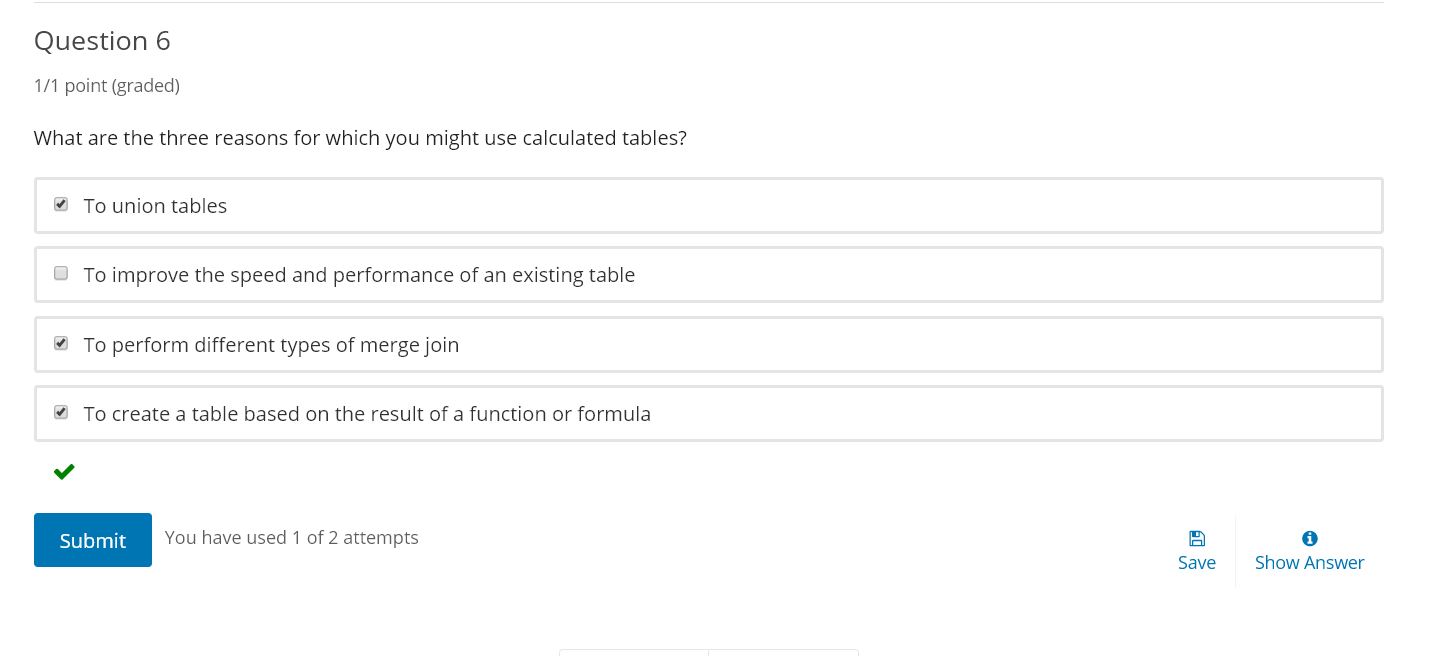 Question 6
1/1 point (graded)
What are the three reasons for which you might use calculated tables?
To union tables
To improve the speed and performance of an existing table
To perform different types of merge join
To create a table based on the result of a function or formula
Submit
You have used 1 of 2 attempts
Save
Show Answer